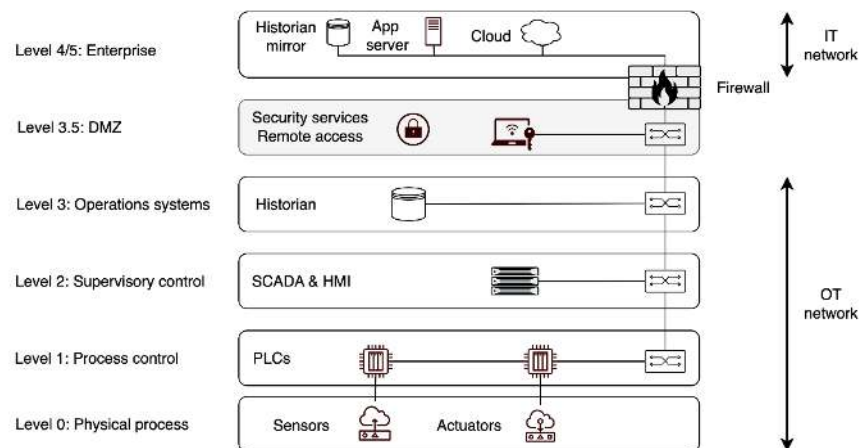 Level 4/5: Enterprise
Historian mirror
App server
Cloud
IT network
Firewall
Level 3.5: DMZ
Security services
Remote access
Level 3: Operations systems
Historian
Level 2: Supervisory control
SCADA & HMI
OT network
Level 1: Process control
PLCs
Level 0: Physical process
Sensors
Actuators